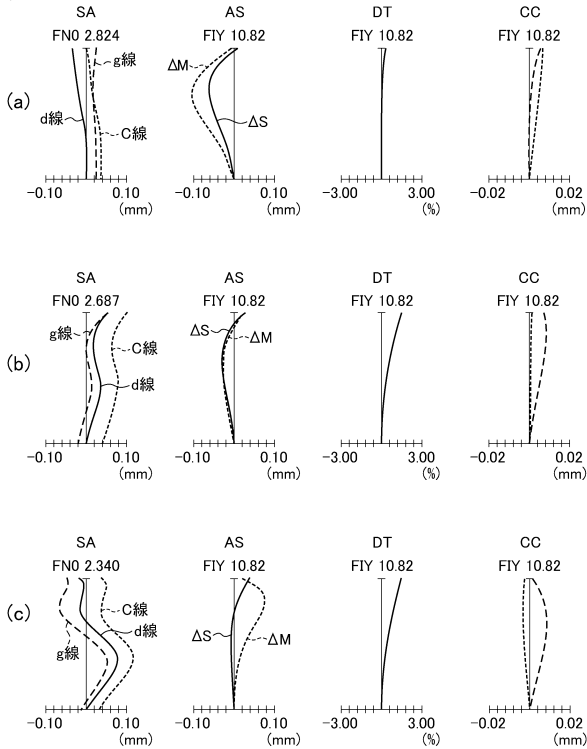 SA AS DT CC
FNO 2.824 FIY 10.82 FIY 10.82 FIY 10.82
g線 ΔM
(a)
d線 C線 ΔS
-0.10 0.10 -0.10 0.10 -3.00 3.00 -0.02 0.02
(mm) (mm) (%) (mm)
SA AS DT CC
FNO 2.687 FIY 10.82 FIY 10.82 FIY 10.82
g線 C線 ΔS ΔM
(b)
d線
-0.10 0.10 -0.10 0.10 -3.00 3.00 -0.02 0.02
(mm) (mm) (%) (mm)
SA AS DT CC
FNO 2.340 FIY 10.82 FIY 10.82 FIY 10.82
(c) C線
d線 ΔS ΔM
g線
-0.10 0.10 -0.10 0.10 -3.00 3.00 -0.02 0.02
(mm) (mm) (%) (mm)